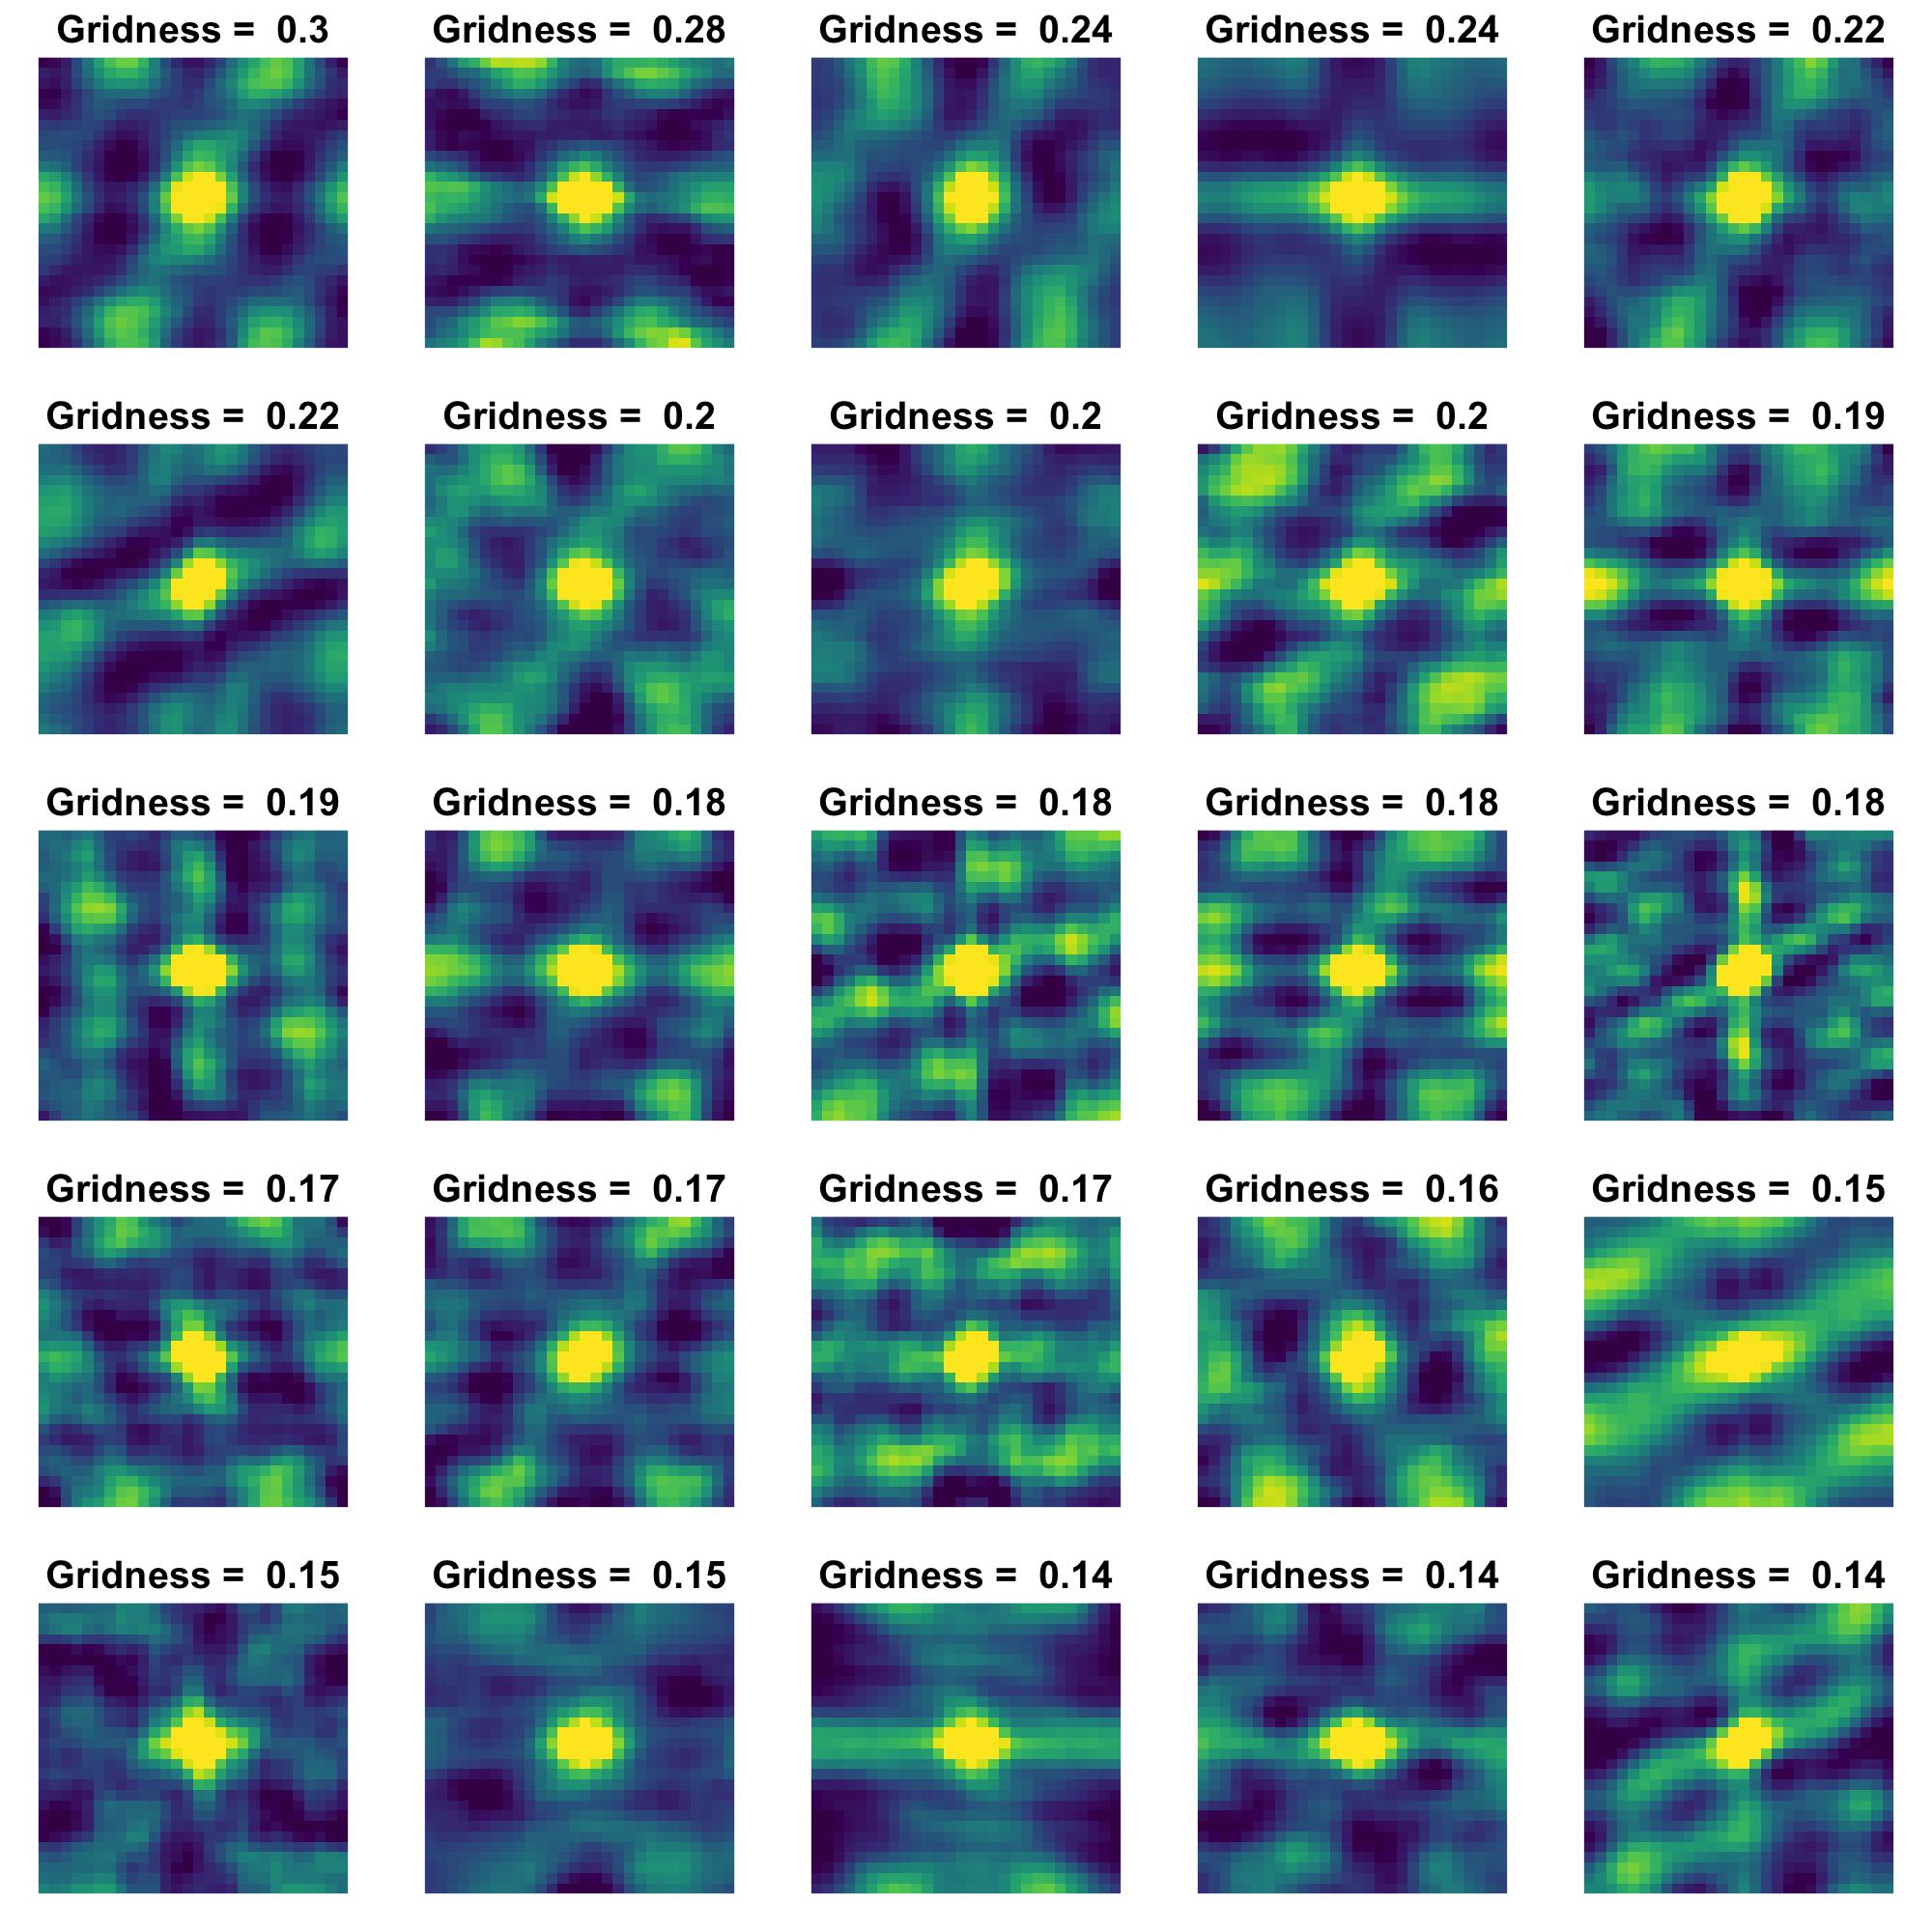 Gridness = 0.3
Gridness = 0.28
Gridness = 0.24
Gridness = 0.24
Gridness = 0.22
Gridness = 0.22
Gridness = 0.2
Gridness = 0.2
Gridness = 0.2
Gridness = 0.19
Gridness = 0.19
Gridness = 0.18
Gridness = 0.18
Gridness = 0.18
Gridness = 0.18
Gridness = 0.17
Gridness = 0.17
Gridness = 0.17
Gridness = 0.16
Gridness = 0.15
Gridness = 0.15
Gridness = 0.15
Gridness = 0.14
Gridness = 0.14
Gridness = 0.14